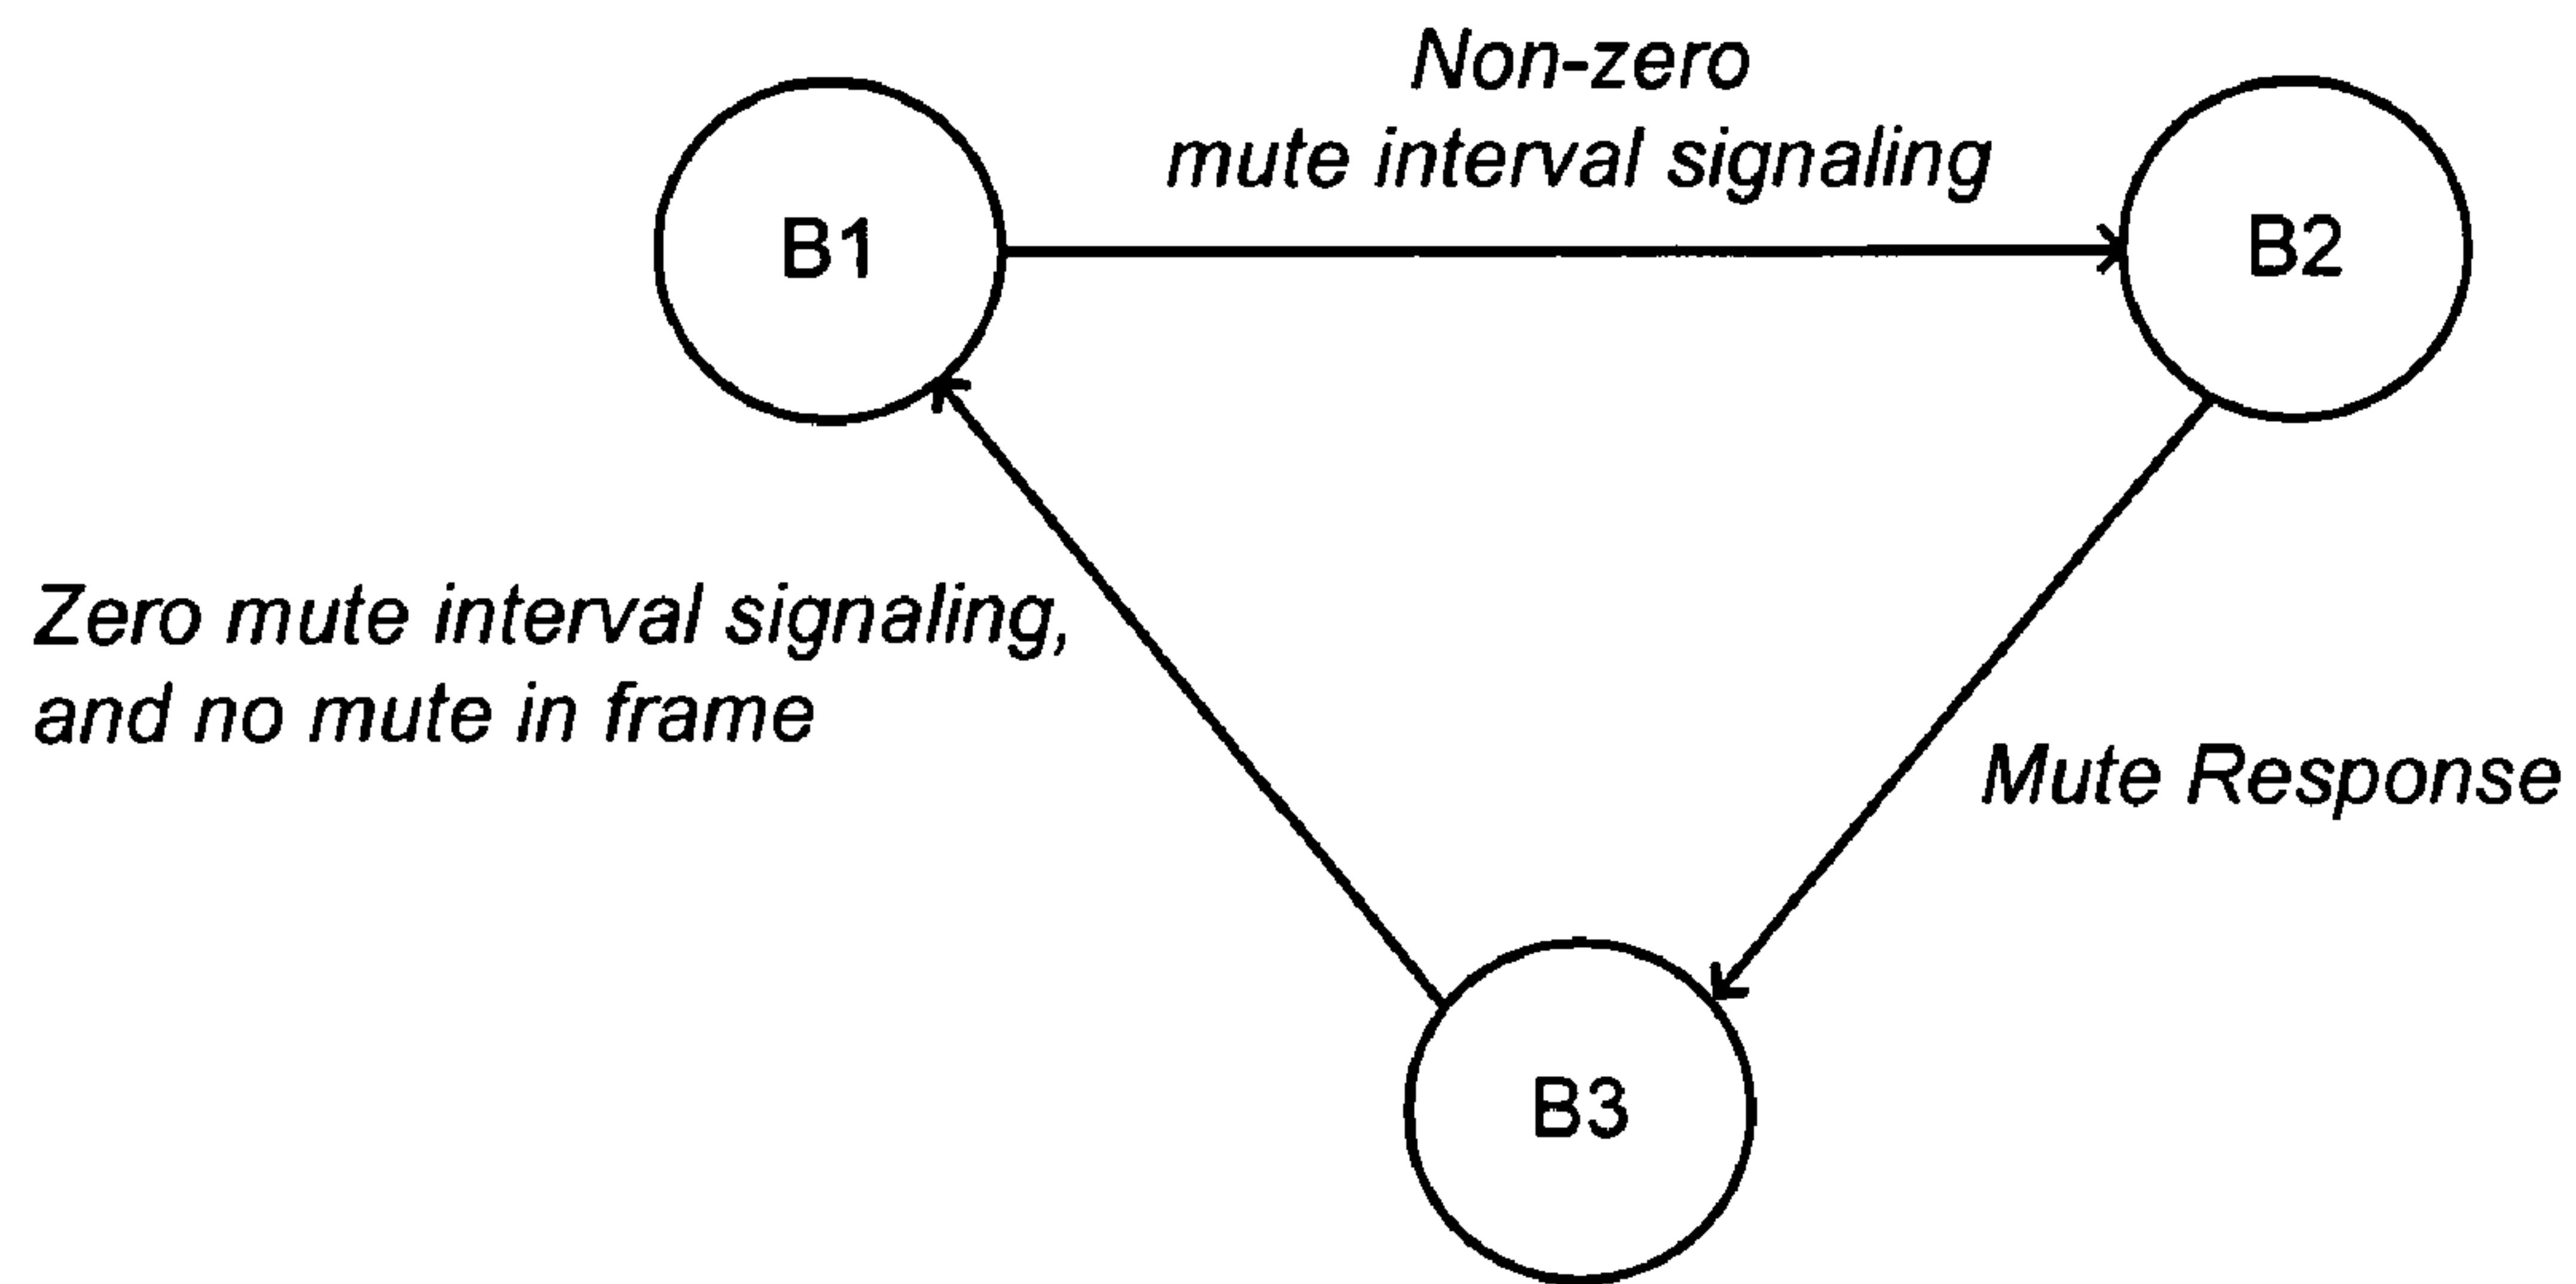 Non-zero
mute interval signaling
B1
B2
Zero mute interval signaling,
and no mute in frame
Mute Response
B3